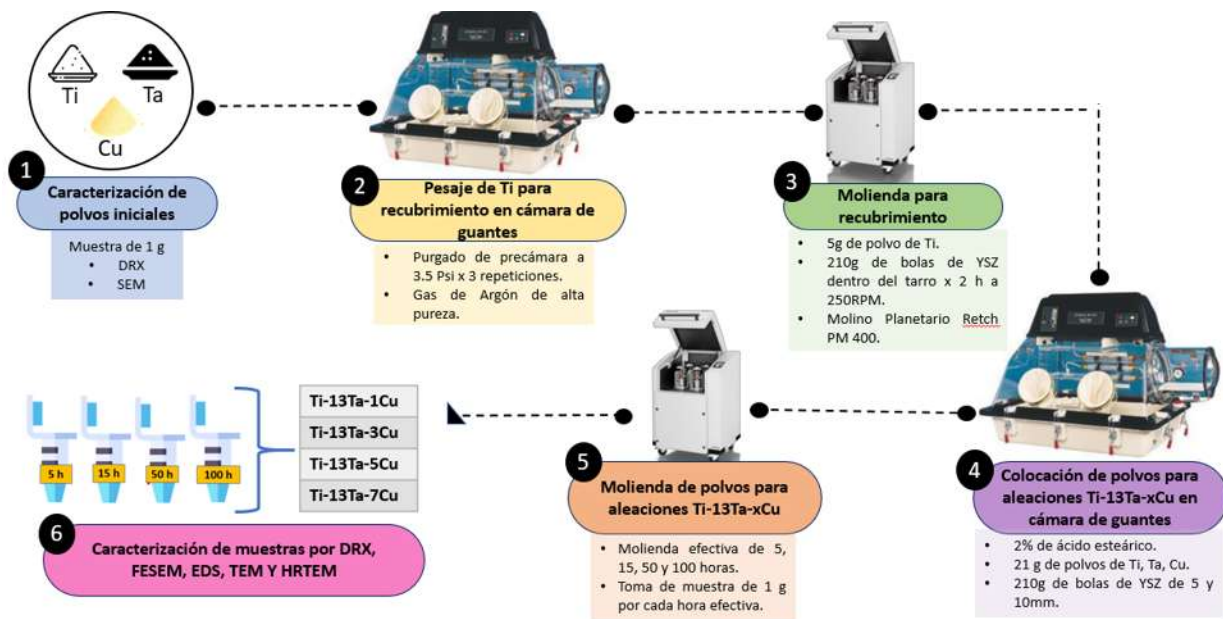 Ti
Ta
Cu
1
Caracterización de
polvos iniciales
Muestra de 1 g
• DRX
• SEM
2
Pesaje de Ti para
recubrimiento en cámara de
guantes
• Purgado de precámara a
3.5 Psi x 3 repeticiones.
• Gas de Argón de alta
pureza.
3
Molienda para
recubrimiento
• 5g de polvo de Ti.
• 210g de bolas de YSZ
dentro del tarro x 2 h a
250RPM.
• Molino Planetario Retch
PM 400.
4
Colocación de polvos para
aleaciones Ti-13Ta-xCu en
cámara de guantes
• 2% de ácido esteárico.
• 21 g de polvos de Ti, Ta, Cu.
• 210g de bolas de YSZ de 5 y
10mm.
5
Molienda de polvos para
aleaciones Ti-13Ta-xCu
• Molienda efectiva de 5,
15, 50 y 100 horas.
• Toma de muestra de 1 g
por cada hora efectiva.
5 h
15 h
50 h
100 h
Ti-13Ta-1Cu
Ti-13Ta-3Cu
Ti-13Ta-5Cu
Ti-13Ta-7Cu
6
Caracterización de muestras por DRX,
FESEM, EDS, TEM Y HRTEM